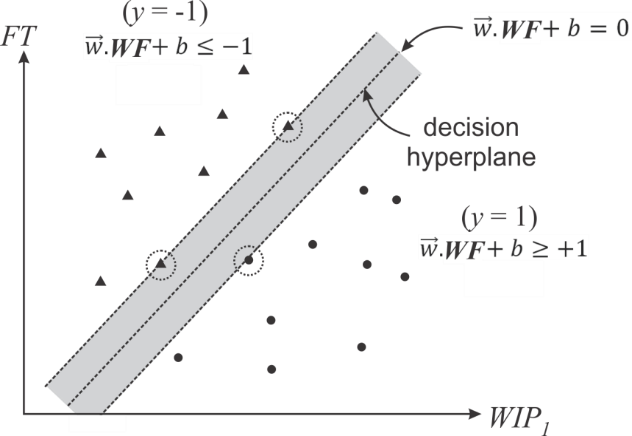 (y = -1)
FT
w⃗.WF + b ≤ −1
w⃗.WF + b = 0
decision
hyperplane
(y = 1)
w⃗.WF + b ≥ +1
WIP₁